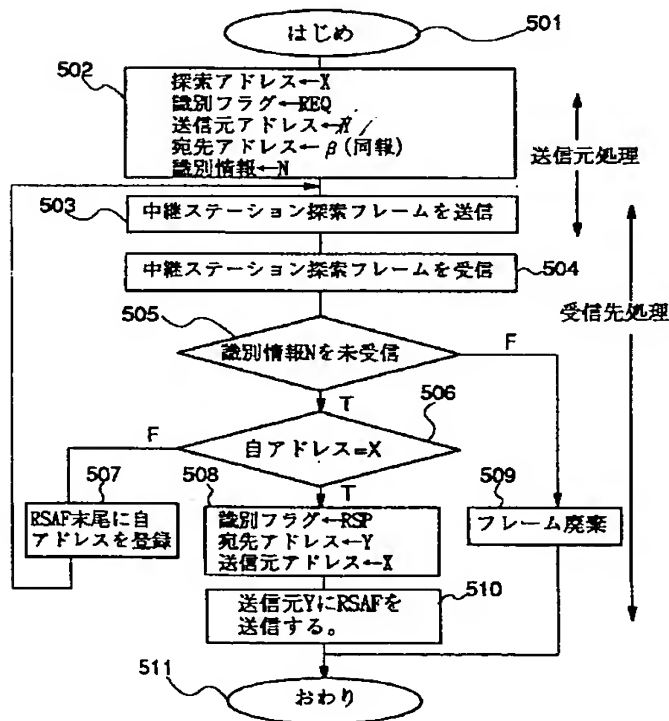 はじめ
501
502
探索アドレス←X
識別フラグ←REQ
送信元アドレス←
宛先アドレス←β(同報)
識別情報←N
送信元処理
503
中継ステーション探索フレームを送信
中継ステーション探索フレームを受信
504
505
受信先処理
識別情報Nを未受信
F
T
506
F
自アドレス=X
507
508
T
509
RSAF末尾に自
アドレスを登録
識別フラグ←RSP
宛先アドレス←Y
送信元アドレス←X
フレーム廃棄
510
送信元YにRSAFを
送信する。
511
おわり